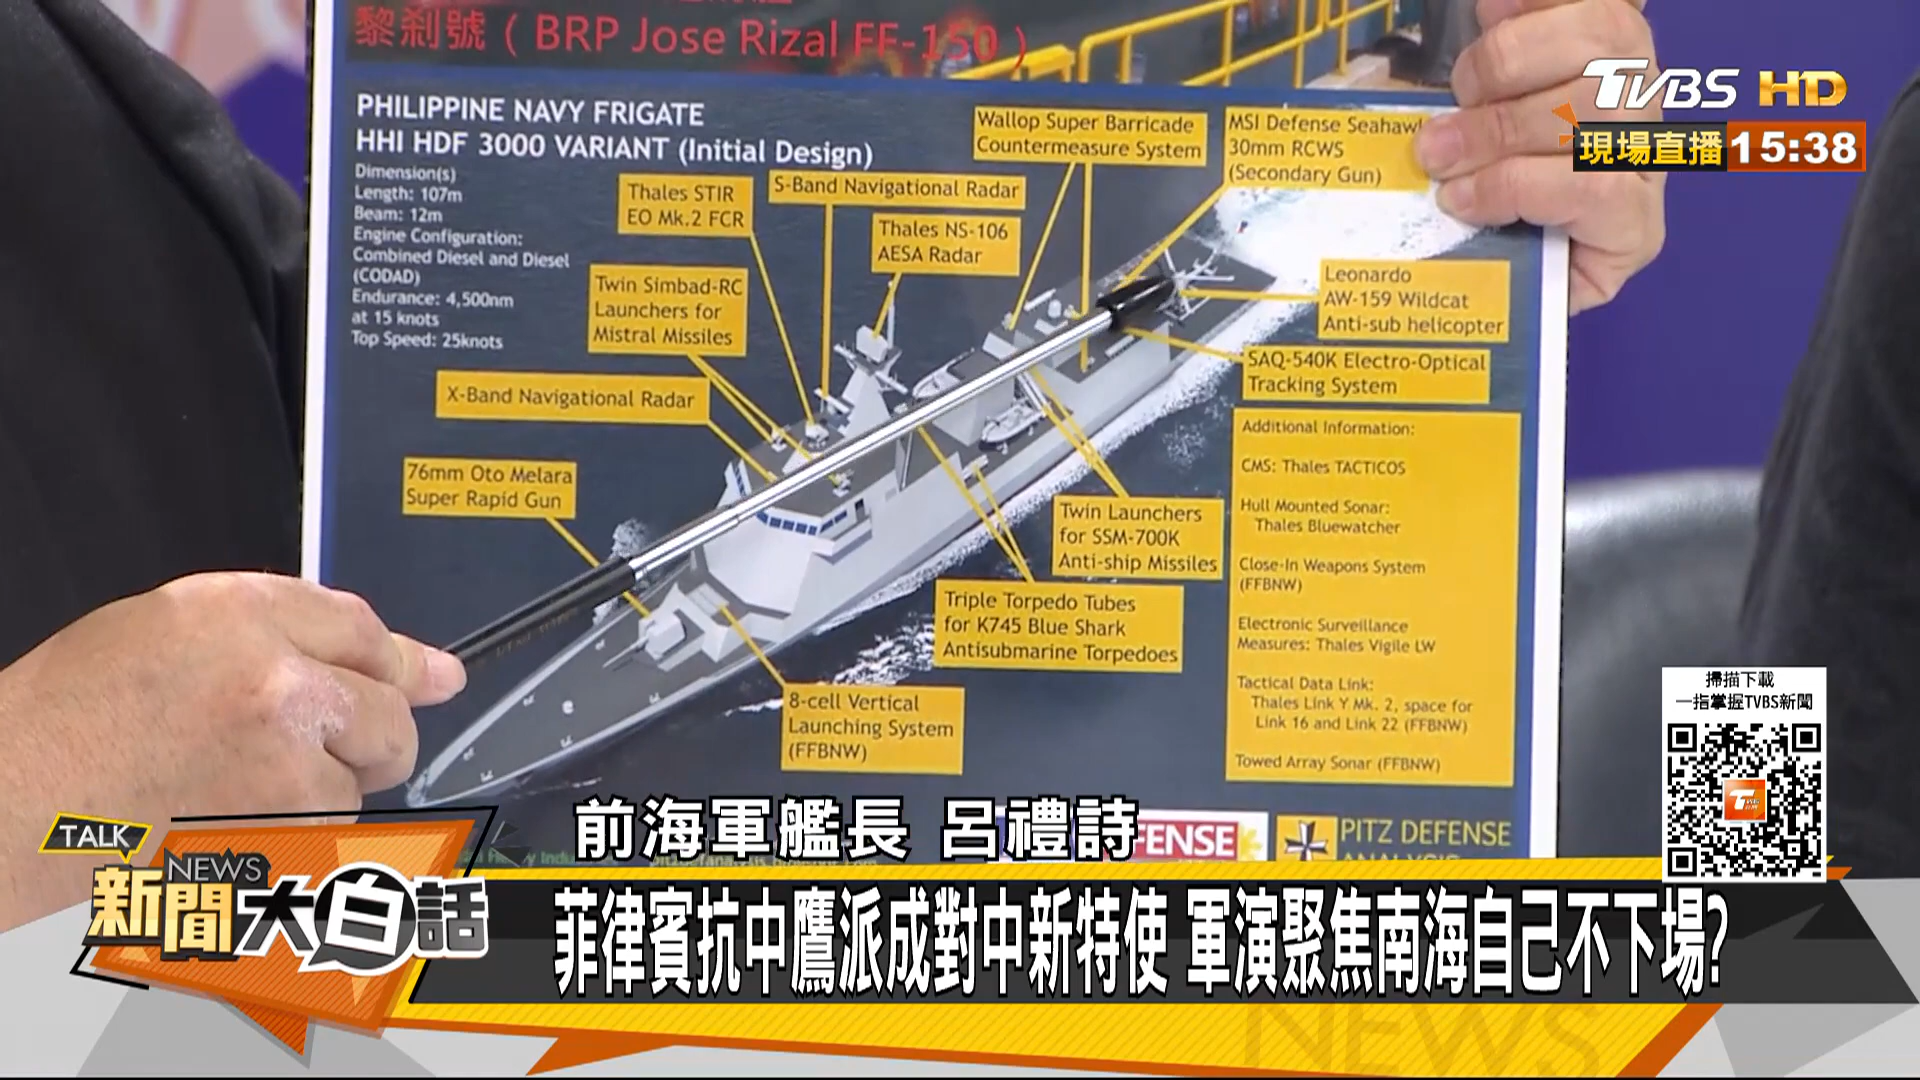 黎剎號（BRP Jose Rizal FF-150）
PHILIPPINE NAVY FRIGATE
HHI HDF 3000 VARIANT (Initial Design)
Dimension(s)
Length: 107m
Beam: 12m
Engine Configuration:
Combined Diesel and Diesel
(CODAD)
Endurance: 4,500nm
at 15 knots
Top Speed: 25knots
Thales STIR
EO Mk.2 FCR
S-Band Navigational Radar
Thales NS-106
AESA Radar
Wallop Super Barricade
Countermeasure System
MSI Defense Seahawk
30mm RCWS
(Secondary Gun)
Twin Simbad-RC
Launchers for
Mistral Missiles
Leonardo
AW-159 Wildcat
Anti-sub helicopter
SAQ-540K Electro-Optical
Tracking System
X-Band Navigational Radar
76mm Oto Melara
Super Rapid Gun
Twin Launchers
for SSM-700K
Anti-ship Missiles
Triple Torpedo Tubes
for K745 Blue Shark
Antisubmarine Torpedoes
8-cell Vertical
Launching System
(FFBNW)
Additional Information:
CMS: Thales TACTICOS
Hull Mounted Sonar:
Thales Bluewatcher
Close-In Weapons System
(FFBNW)
Electronic Surveillance
Measures: Thales Vigile LW
Tactical Data Link:
Thales Link Y Mk. 2, space for
Link 16 and Link 22 (FFBNW)
Towed Array Sonar (FFBNW)
PITZ DEFENSE
TVBS HD
現場直播 15:38
掃描下載
一指掌握TVBS新聞
前海軍艦長 呂禮詩
TALK
NEWS
新聞大白話
菲律賓抗中鷹派成對中新特使 軍演聚焦南海自己不下場?
NEWS